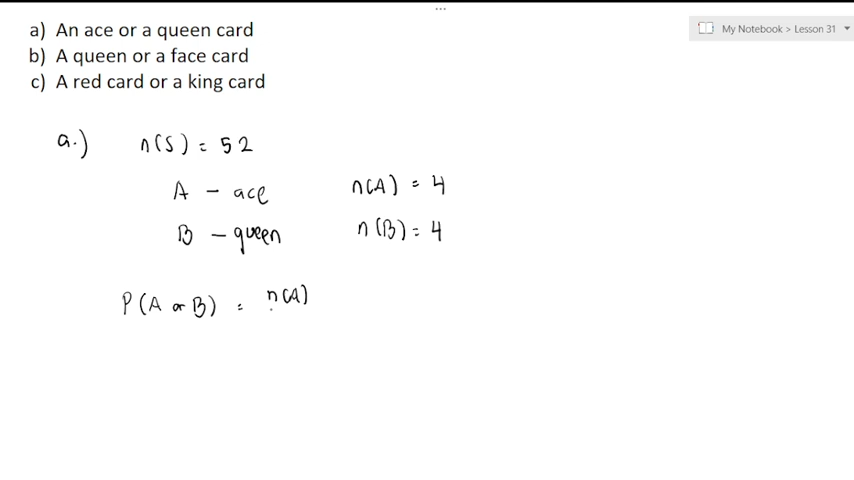 a) An ace or a queen card
My Notebook > Lesson 31
b) A queen or a face card
c) A red card or a king card
a.) n(S) = 52
A – ace n(A) = 4
B – queen n(B) = 4
P(A or B) = n(A)